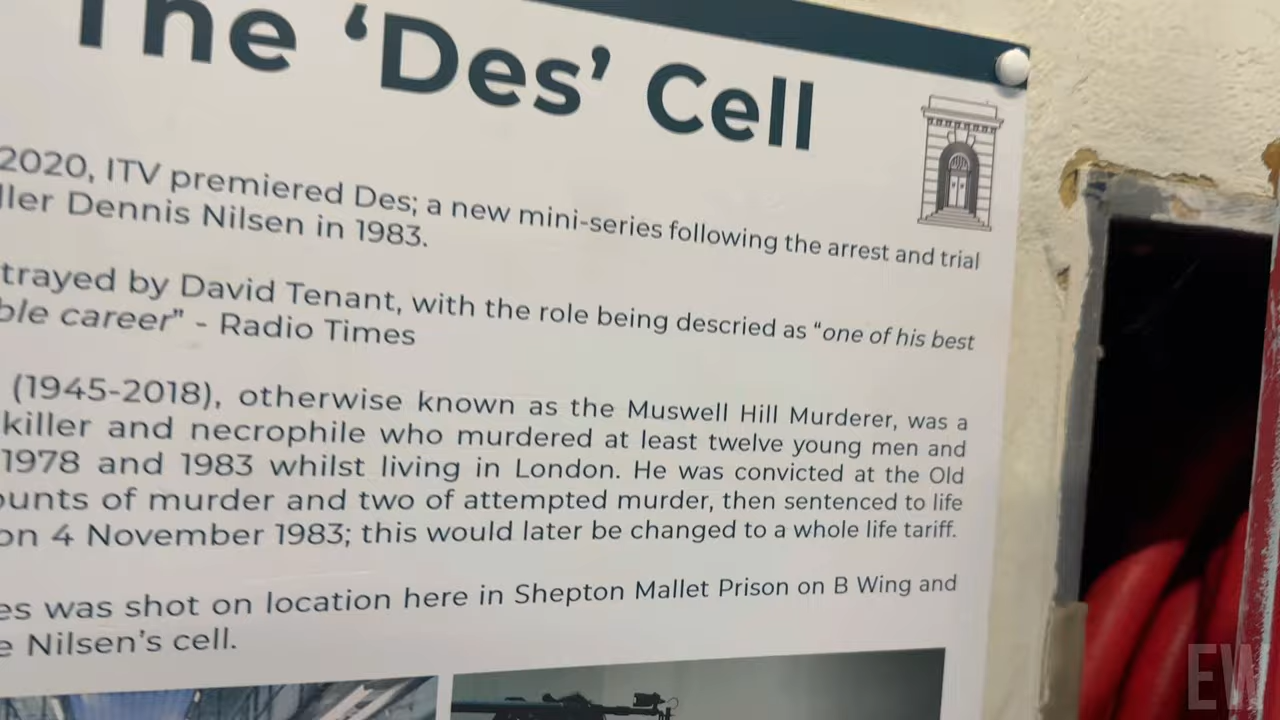 The ‘Des’ Cell
2020, ITV premiered Des; a new mini-series following the arrest and trial
ller Dennis Nilsen in 1983.
trayed by David Tenant, with the role being descried as “one of his best
ble career” - Radio Times
(1945-2018), otherwise known as the Muswell Hill Murderer, was a
killer and necrophile who murdered at least twelve young men and
1978 and 1983 whilst living in London. He was convicted at the Old
ounts of murder and two of attempted murder, then sentenced to life
on 4 November 1983; this would later be changed to a whole life tariff.
es was shot on location here in Shepton Mallet Prison on B Wing and
e Nilsen’s cell.
EW